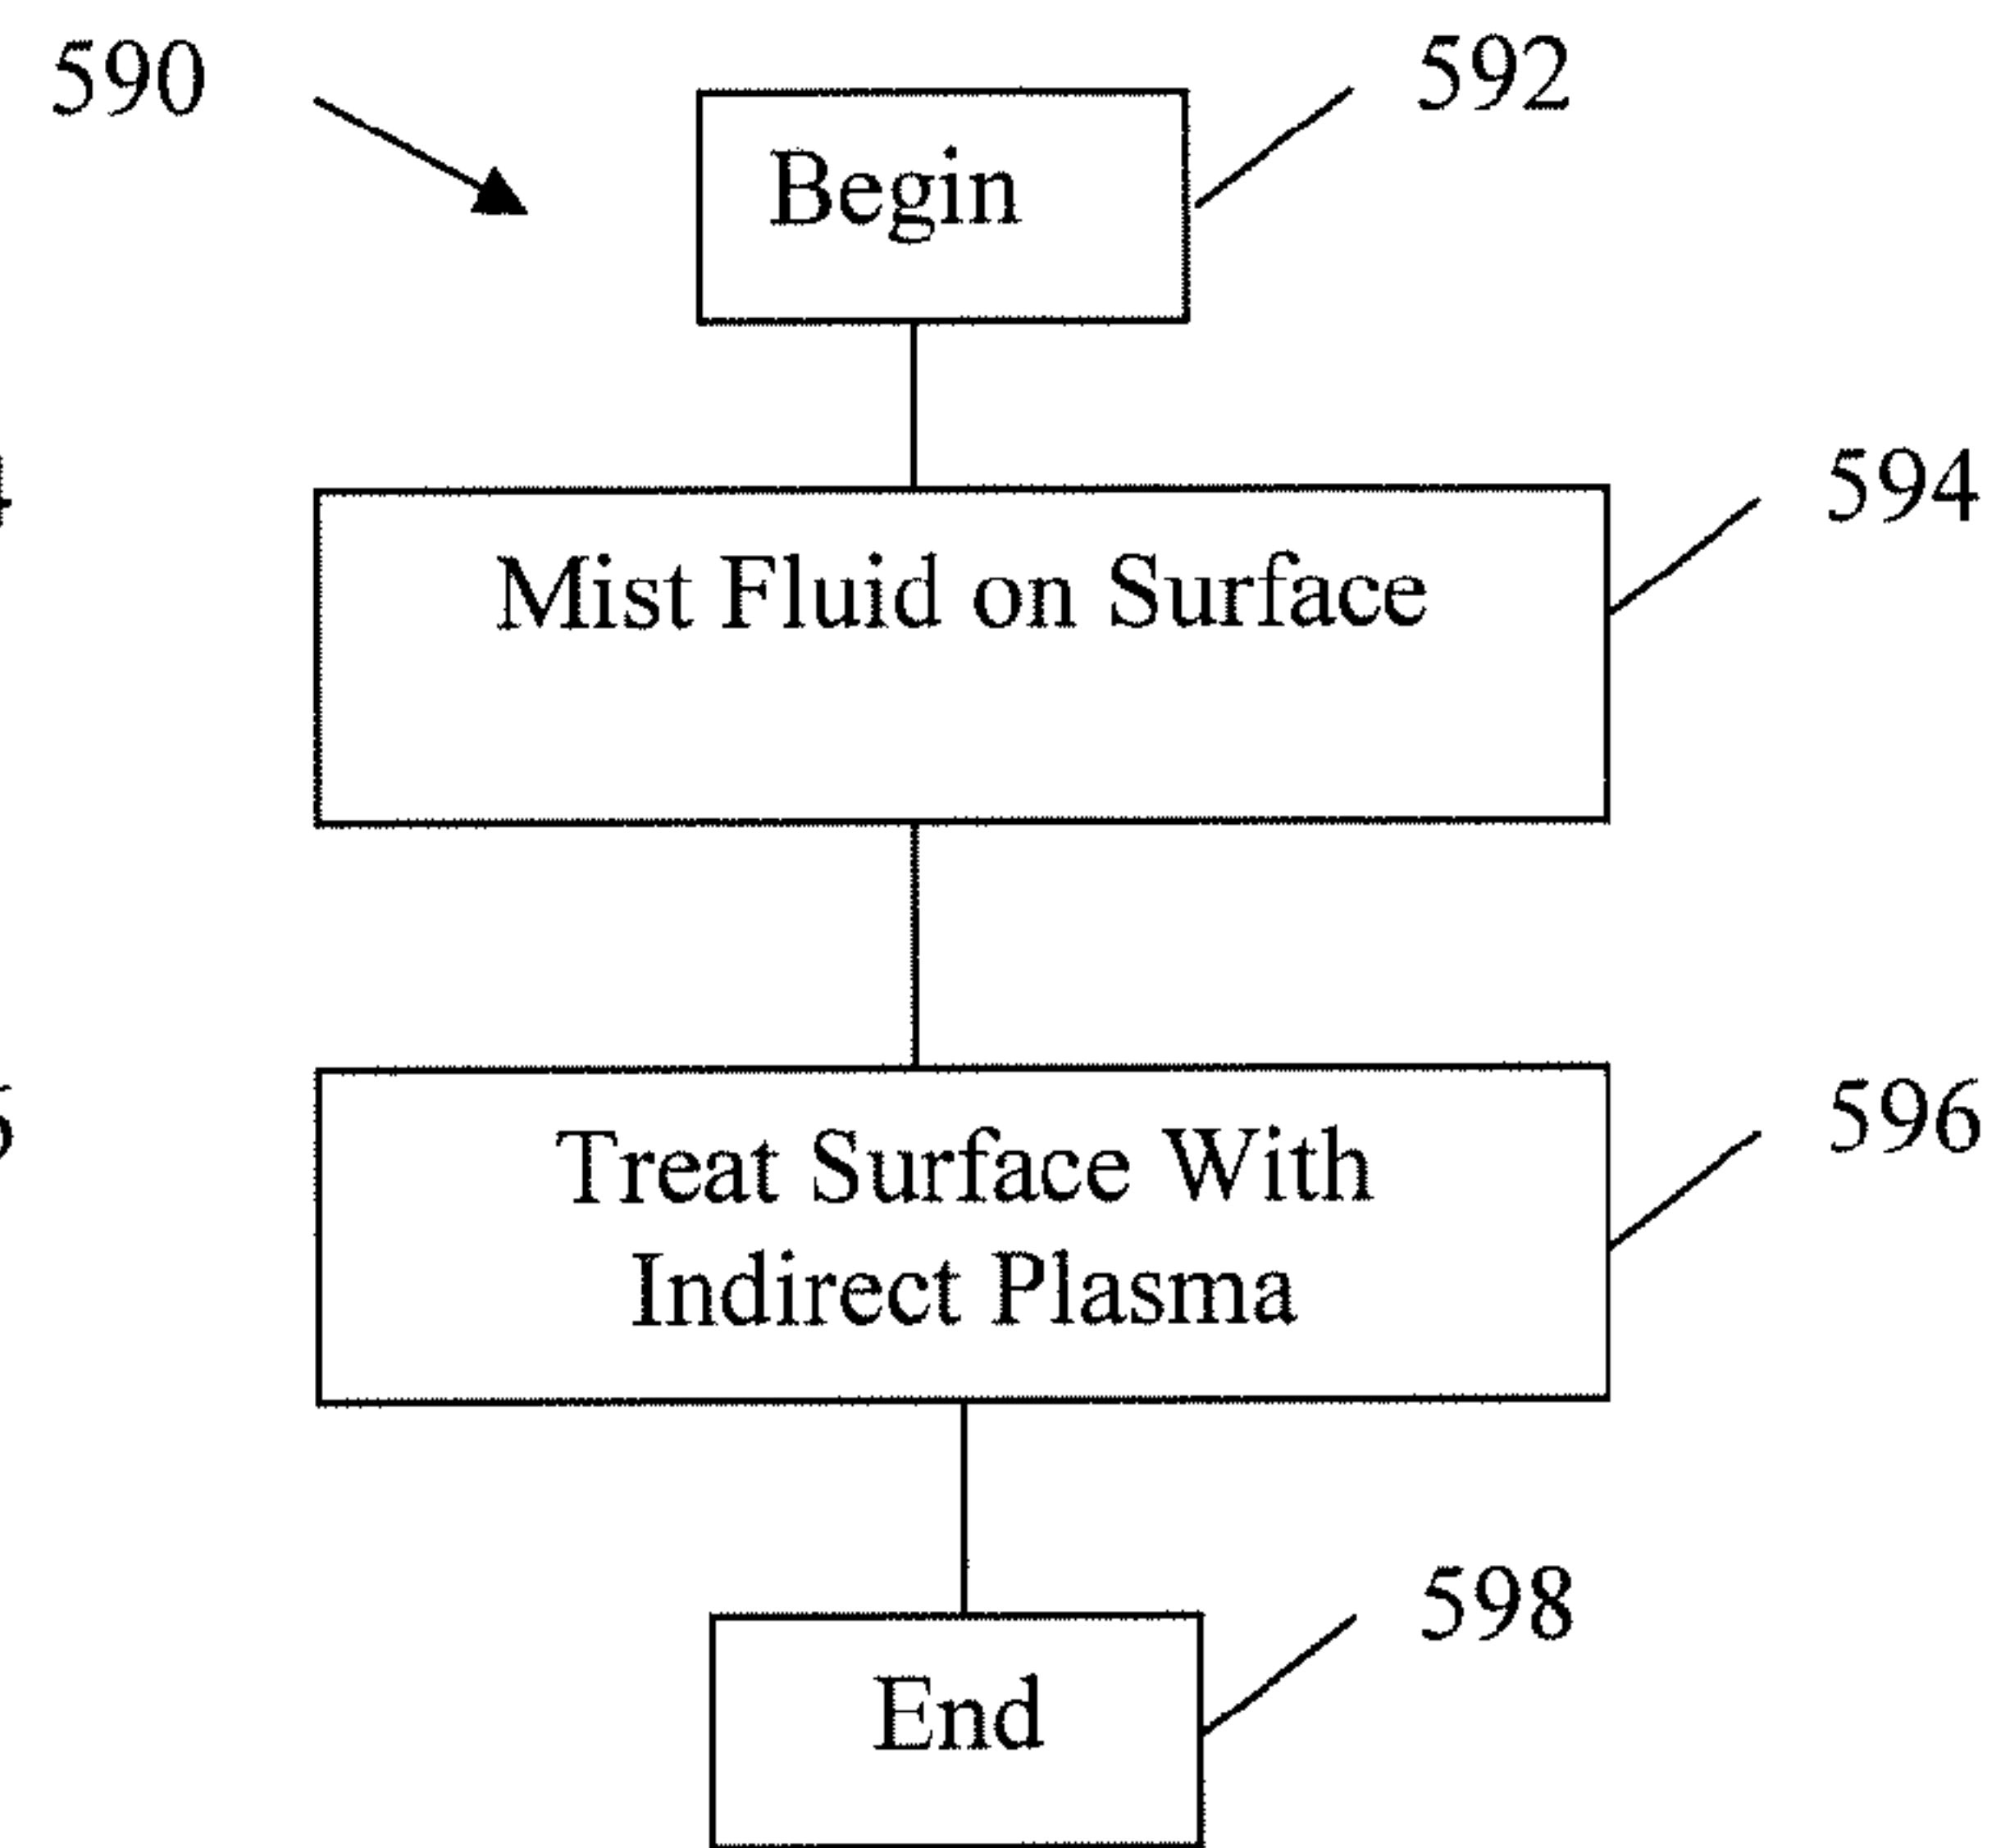 590
592
Begin
594
Mist Fluid on Surface
596
Treat Surface With
Indirect Plasma
598
End